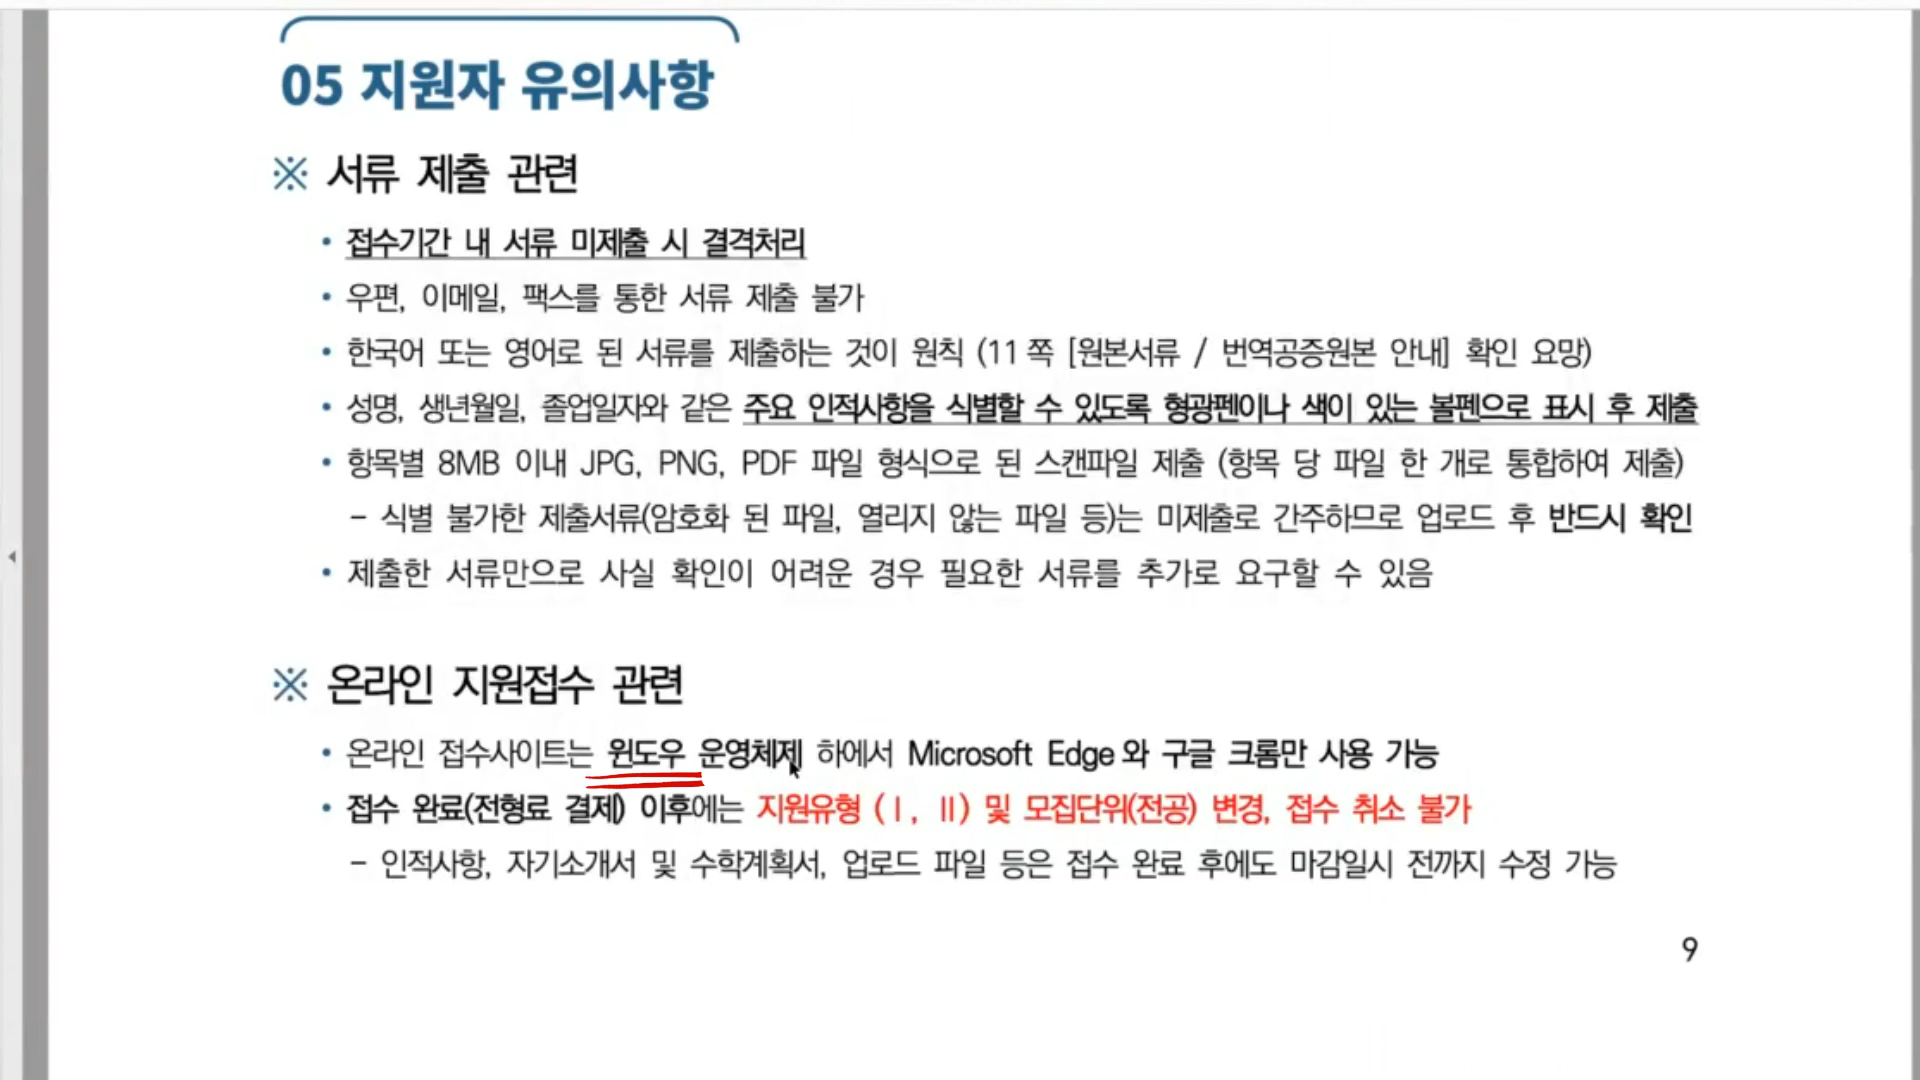 05 지원자 유의사항
※ 서류 제출 관련
• 접수기간 내 서류 미제출 시 결격처리
• 우편, 이메일, 팩스를 통한 서류 제출 불가
• 한국어 또는 영어로 된 서류를 제출하는 것이 원칙 (11쪽 [원본서류 / 번역공증원본 안내] 확인 요망)
• 성명, 생년월일, 졸업일자와 같은 주요 인적사항을 식별할 수 있도록 형광펜이나 색이 있는 볼펜으로 표시 후 제출
• 항목별 8MB 이내 JPG, PNG, PDF 파일 형식으로 된 스캔파일 제출 (항목 당 파일 한 개로 통합하여 제출)
– 식별 불가한 제출서류(암호화 된 파일, 열리지 않는 파일 등)는 미제출로 간주하므로 업로드 후 반드시 확인
• 제출한 서류만으로 사실 확인이 어려운 경우 필요한 서류를 추가로 요구할 수 있음
※ 온라인 지원접수 관련
• 온라인 접수사이트는 윈도우 운영체제 하에서 Microsoft Edge와 구글 크롬만 사용 가능
• 접수 완료(전형료 결제) 이후에는 지원유형 (Ⅰ, Ⅱ) 및 모집단위(전공) 변경, 접수 취소 불가
– 인적사항, 자기소개서 및 수학계획서, 업로드 파일 등은 접수 완료 후에도 마감일시 전까지 수정 가능
9